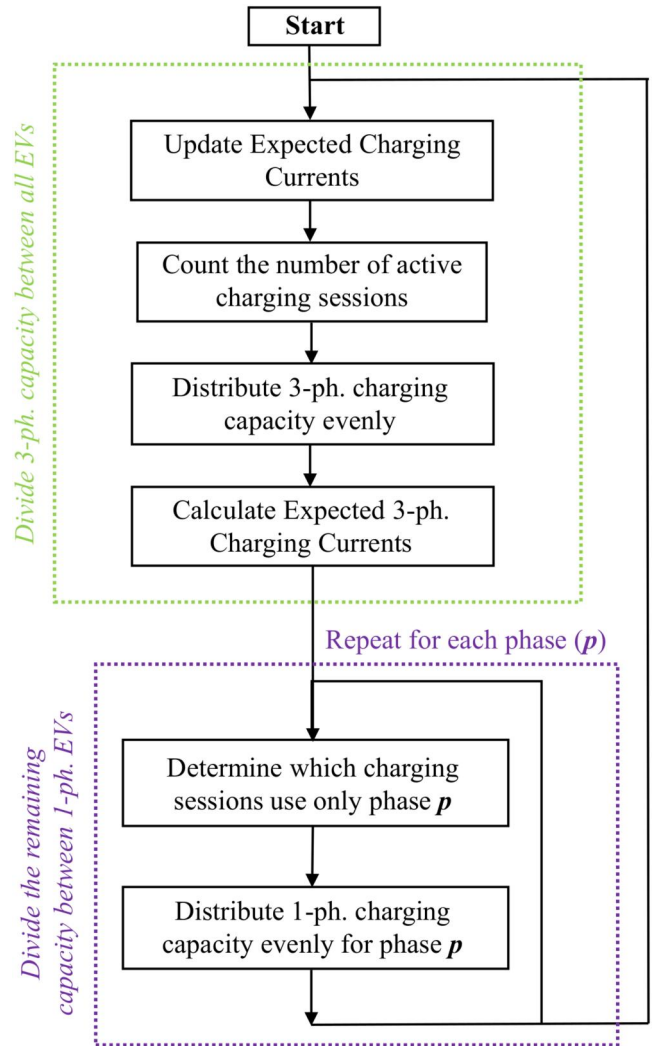 Start
Divide 3-ph. capacity between all EVs
Update Expected Charging
Currents
Count the number of active
charging sessions
Distribute 3-ph. charging
capacity evenly
Calculate Expected 3-ph.
Charging Currents
Repeat for each phase (p)
Divide the remaining
capacity between 1-ph. EVs
Determine which charging
sessions use only phase p
Distribute 1-ph. charging
capacity evenly for phase p